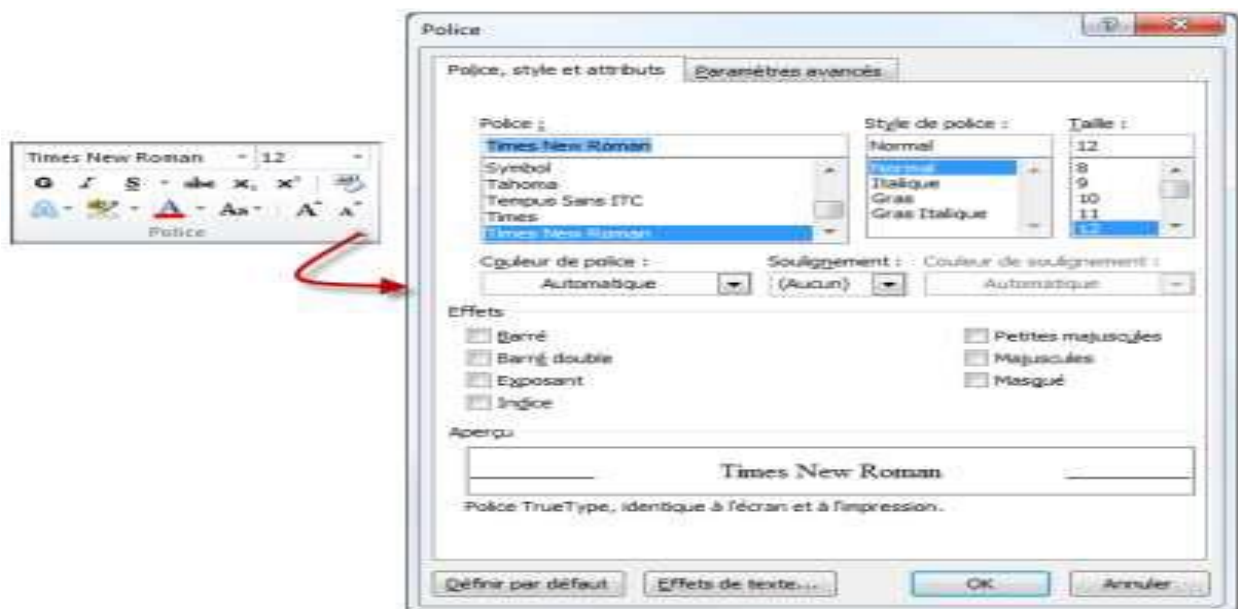 Police
Police, style et attributs Paramètres avancés
Police : Style de police : Taille :
Times New Roman Normal 12
Symbol Normal 8
Tahoma Italique 9
Tempus Sans ITC Gras 10
Times Gras Italique 11
Times New Roman 12
Couleur de police : Soulignement : Couleur de soulignement :
Automatique (Aucun) Automatique
Effets
Barré Petites majuscules
Barré double Majuscules
Exposant Masqué
Indice
Aperçu
Times New Roman
Police TrueType, identique à l'écran et à l'impression.
Définir par défaut Effets de texte... OK Annuler
Times New Roman 12
G I S abc x₂ x²
A A Aa A A
Police